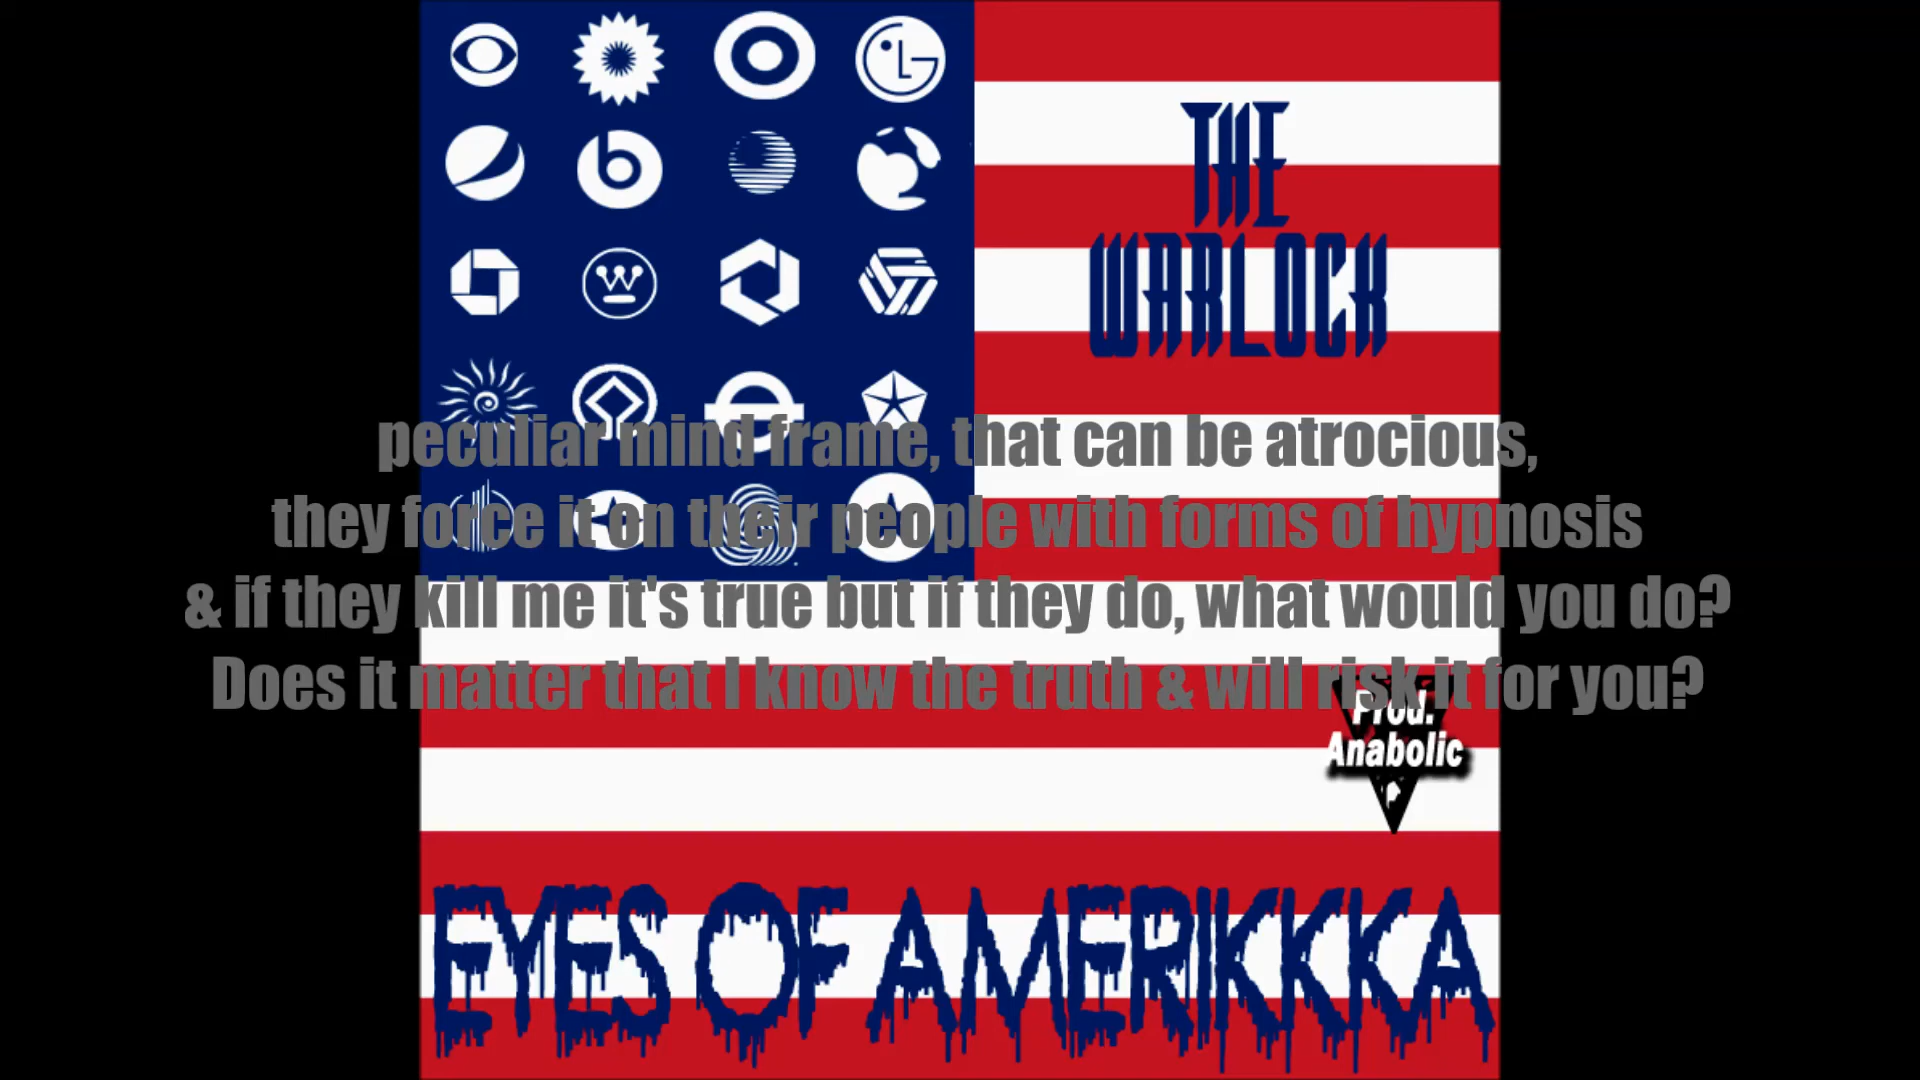 THE
WARLOCK
peculiar mind frame, that can be atrocious,
they force it on their people with forms of hypnosis
& if they kill me it's true but if they do, what would you do?
Does it matter that I know the truth & will risk it for you?
Prod.
Anabolic
EYES OF AMERIKKKA